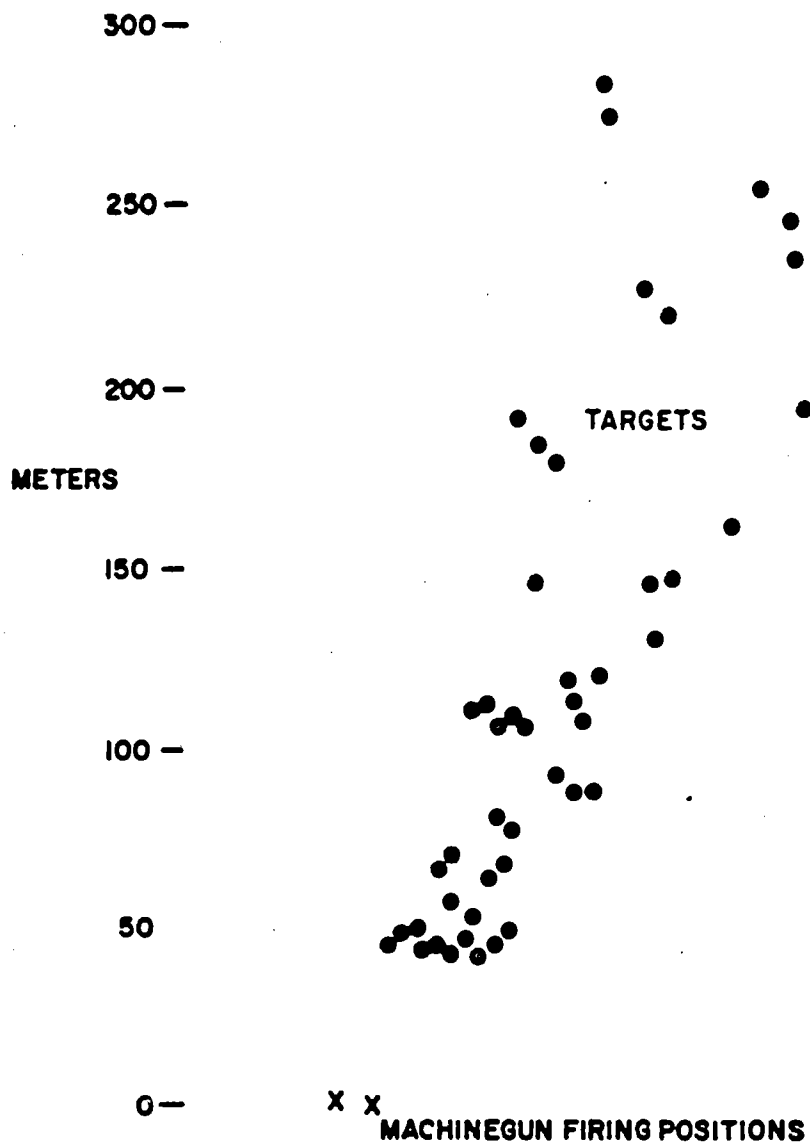 300 —
250 —
200 —
TARGETS
METERS
150 —
100 —
50
0 —
X X
MACHINEGUN FIRING POSITIONS